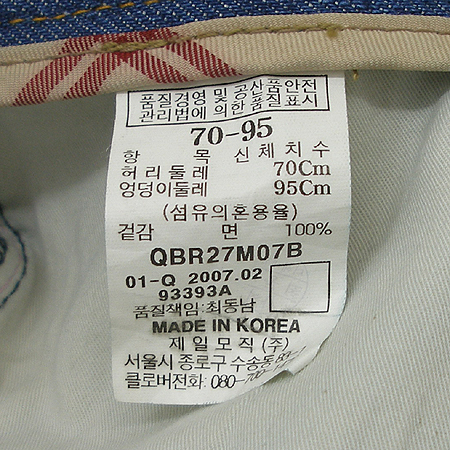 품질경영 및 공산품안전
관리법에 의한 품질표시
70-95
항 목 신체치수
허리둘레 70Cm
엉덩이둘레 95Cm
(섬유의혼용율)
겉감 면 100%
QBR27M07B
01-Q 2007.02
93393A
품질책임: 최동남
MADE IN KOREA
제일모직(주)
서울시 종로구 수송동
클로버전화: 080-700-